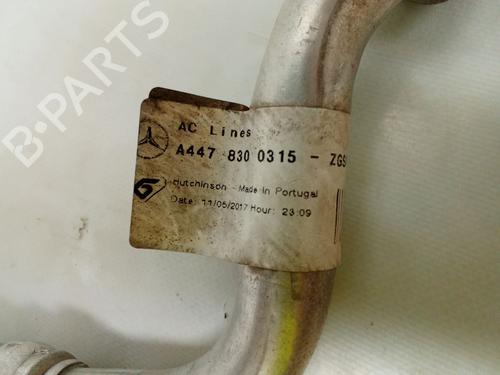 AC Lines
A447 830 0315 - ZGS
Hutchinson - Made in Portugal
Date: 11/05/2017 Hour: 23:09
B-Parts